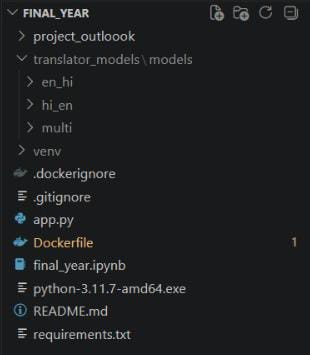 FINAL_YEAR
project_outloook
translator_models\models
en_hi
hi_en
multi
venv
.dockerignore
.gitignore
app.py
Dockerfile 1
final_year.ipynb
python-3.11.7-amd64.exe
README.md
requirements.txt